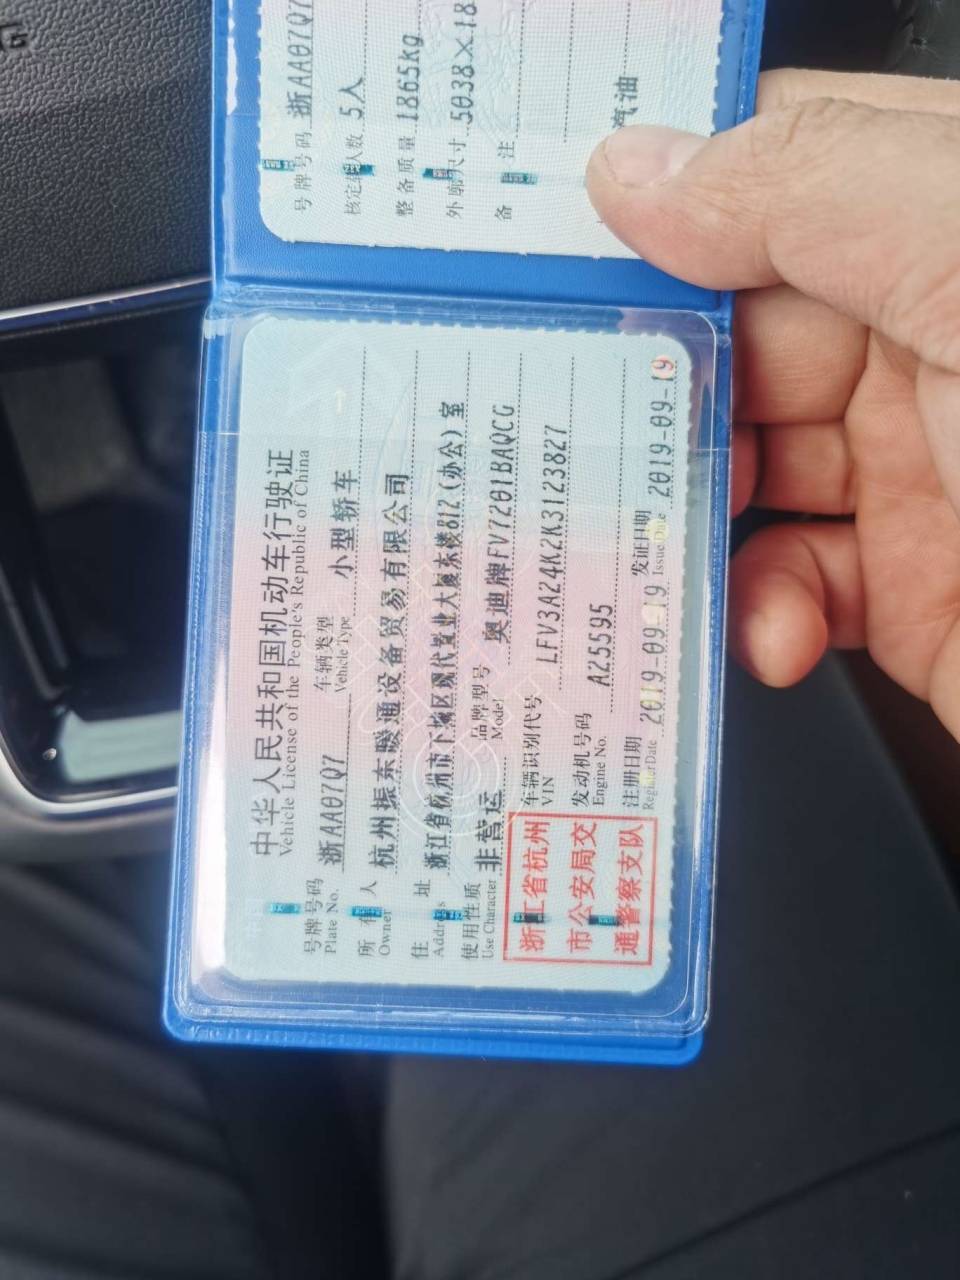 中华人民共和国机动车行驶证
Vehicle License of the People's Republic of China
号牌号码 浙AA07Q7 车辆类型 小型轿车
Plate No. Vehicle Type
所有人 杭州振东暖通设备贸易有限公司
Owner
住址 浙江省杭州市下城区现代置业大厦东楼812(办公)室
Address
使用性质 非营运 品牌型号 奥迪牌FV7201BAQCG
Use Character Model
车辆识别代号 LFV3A24K2K3123827
VIN
发动机号码 A25595
Engine No.
注册日期 2019-09-19 发证日期 2019-09-19
Register Date Issue Date
浙江省杭州
市公安局交
通警察支队
号牌号码 浙AA07Q7
核定载人数 5人
整备质量 1865kg
外廓尺寸 5038×18
备注
汽油